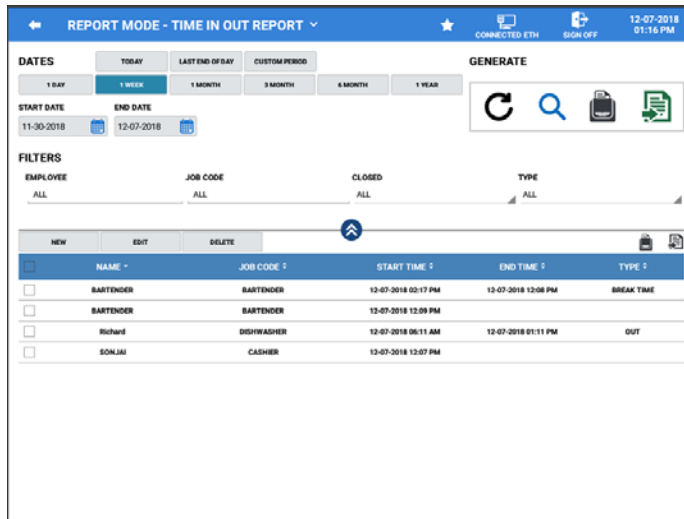 REPORT MODE - TIME IN OUT REPORT
CONNECTED ETH
SIGN OFF
12-07-2018
01:16 PM
DATES
TODAY
LAST END OF DAY
CUSTOM PERIOD
GENERATE
1 DAY
1 WEEK
1 MONTH
3 MONTH
6 MONTH
1 YEAR
START DATE
END DATE
11-30-2018
12-07-2018
FILTERS
EMPLOYEE
JOB CODE
CLOSED
TYPE
ALL
ALL
ALL
ALL
NEW
EDIT
DELETE
NAME JOB CODE START TIME END TIME TYPE
BARTENDER BARTENDER 12-07-2018 02:17 PM 12-07-2018 12:08 PM BREAK TIME
BARTENDER BARTENDER 12-07-2018 12:09 PM
Richard DISHWASHER 12-07-2018 06:11 AM 12-07-2018 01:11 PM OUT
SONJAI CASHIER 12-07-2018 12:07 PM